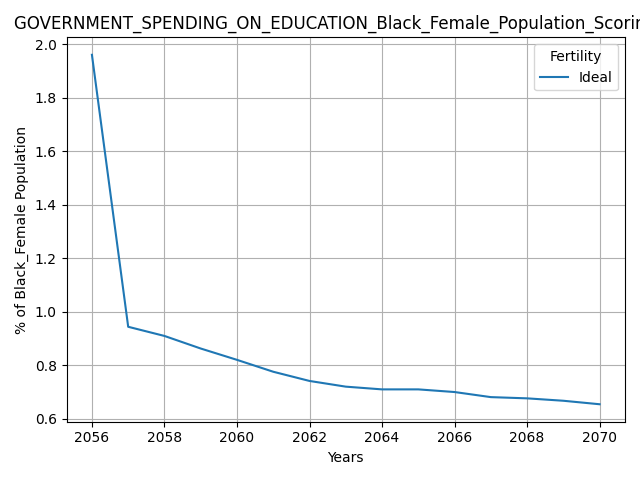 GOVERNMENT_SPENDING_ON_EDUCATION_Black_Female_Population_Scorin
Fertility
Ideal
2.0
1.8
1.6
1.4
1.2
1.0
0.8
0.6
% of Black_Female Population
2056 2058 2060 2062 2064 2066 2068 2070
Years